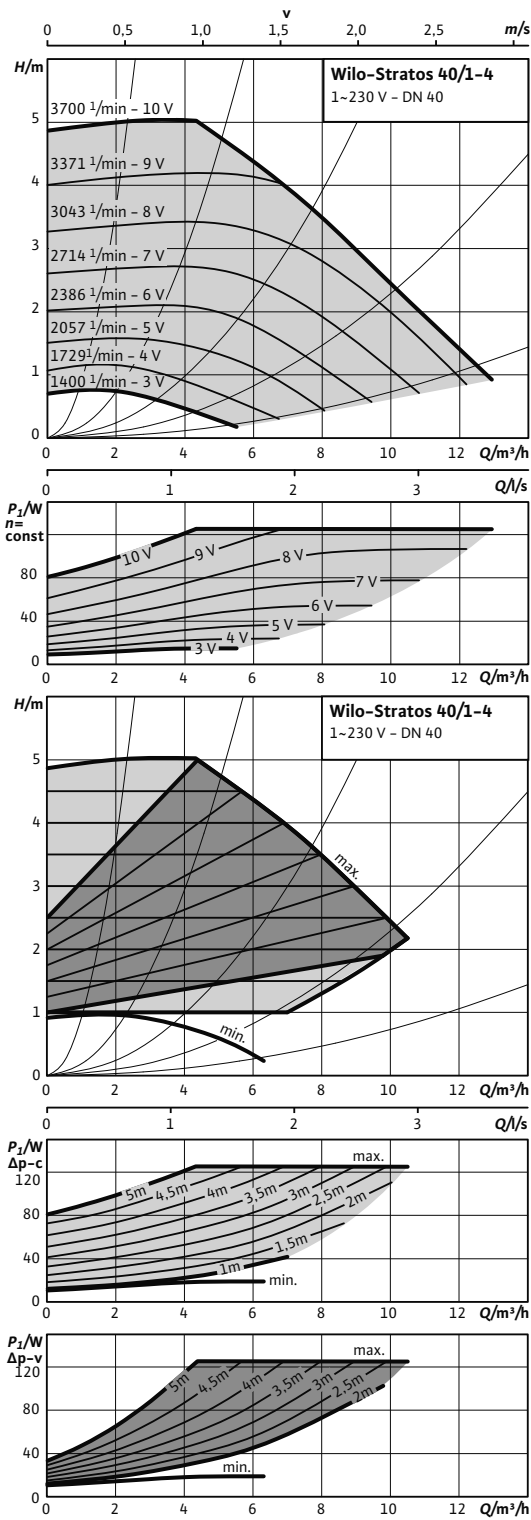 v
0 0,5 1,0 1,5 2,0 2,5 m/s
H/m
Wilo-Stratos 40/1-4
1~230 V - DN 40
5
4
3
2
1
0
3700 1/min - 10 V
3371 1/min - 9 V
3043 1/min - 8 V
2714 1/min - 7 V
2386 1/min - 6 V
2057 1/min - 5 V
1729 1/min - 4 V
1400 1/min - 3 V
0 2 4 6 8 10 12 Q/m³/h
0 1 2 3 Q/l/s
P₁/W
n=
const
80
40
0
10 V
9 V
8 V
7 V
6 V
5 V
4 V
3 V
0 2 4 6 8 10 12 Q/m³/h
H/m
Wilo-Stratos 40/1-4
1~230 V - DN 40
5
4
3
2
1
0
max.
min.
0 2 4 6 8 10 12 Q/m³/h
0 1 2 3 Q/l/s
P₁/W
Δp-c
120
80
40
0
max.
5m
4,5m
4m
3,5m
3m
2,5m
2m
1,5m
1m
min.
0 2 4 6 8 10 12 Q/m³/h
P₁/W
Δp-v
120
80
40
0
max.
5m
4,5m
4m
3,5m
3m
2,5m
2m
min.
0 2 4 6 8 10 12 Q/m³/h